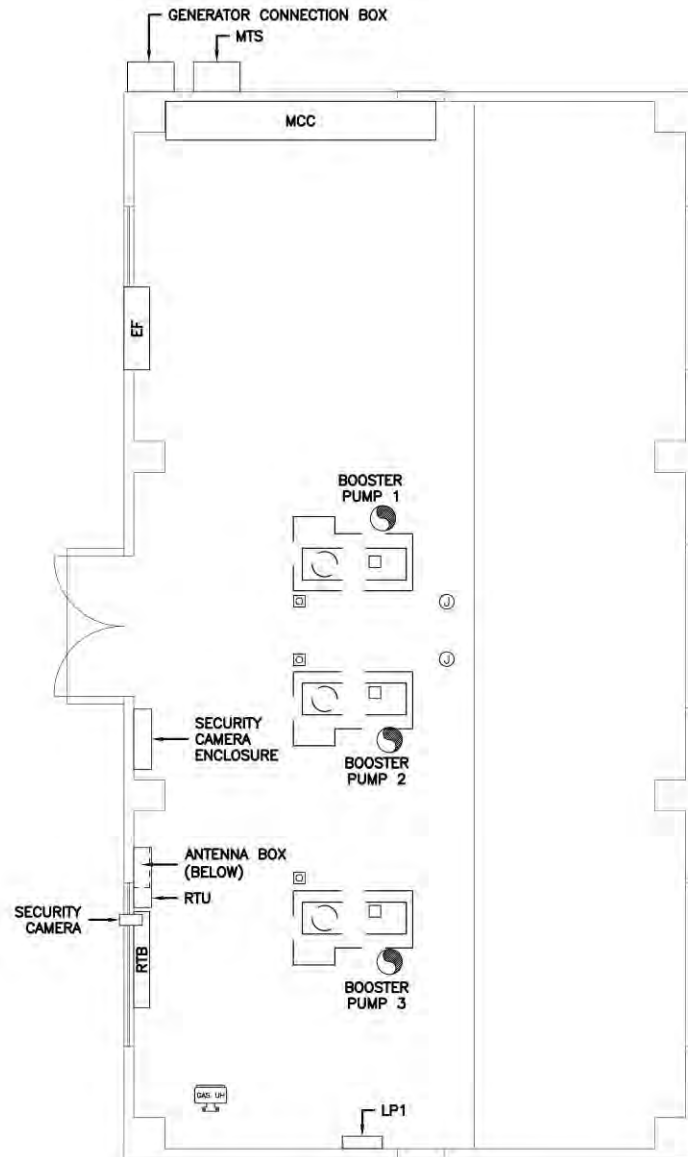 GENERATOR CONNECTION BOX
MTS
MCC
EF
BOOSTER
PUMP 1
J
J
SECURITY
CAMERA
ENCLOSURE
BOOSTER
PUMP 2
ANTENNA BOX
(BELOW)
RTU
SECURITY
CAMERA
RTB
BOOSTER
PUMP 3
GAS UH
LP1